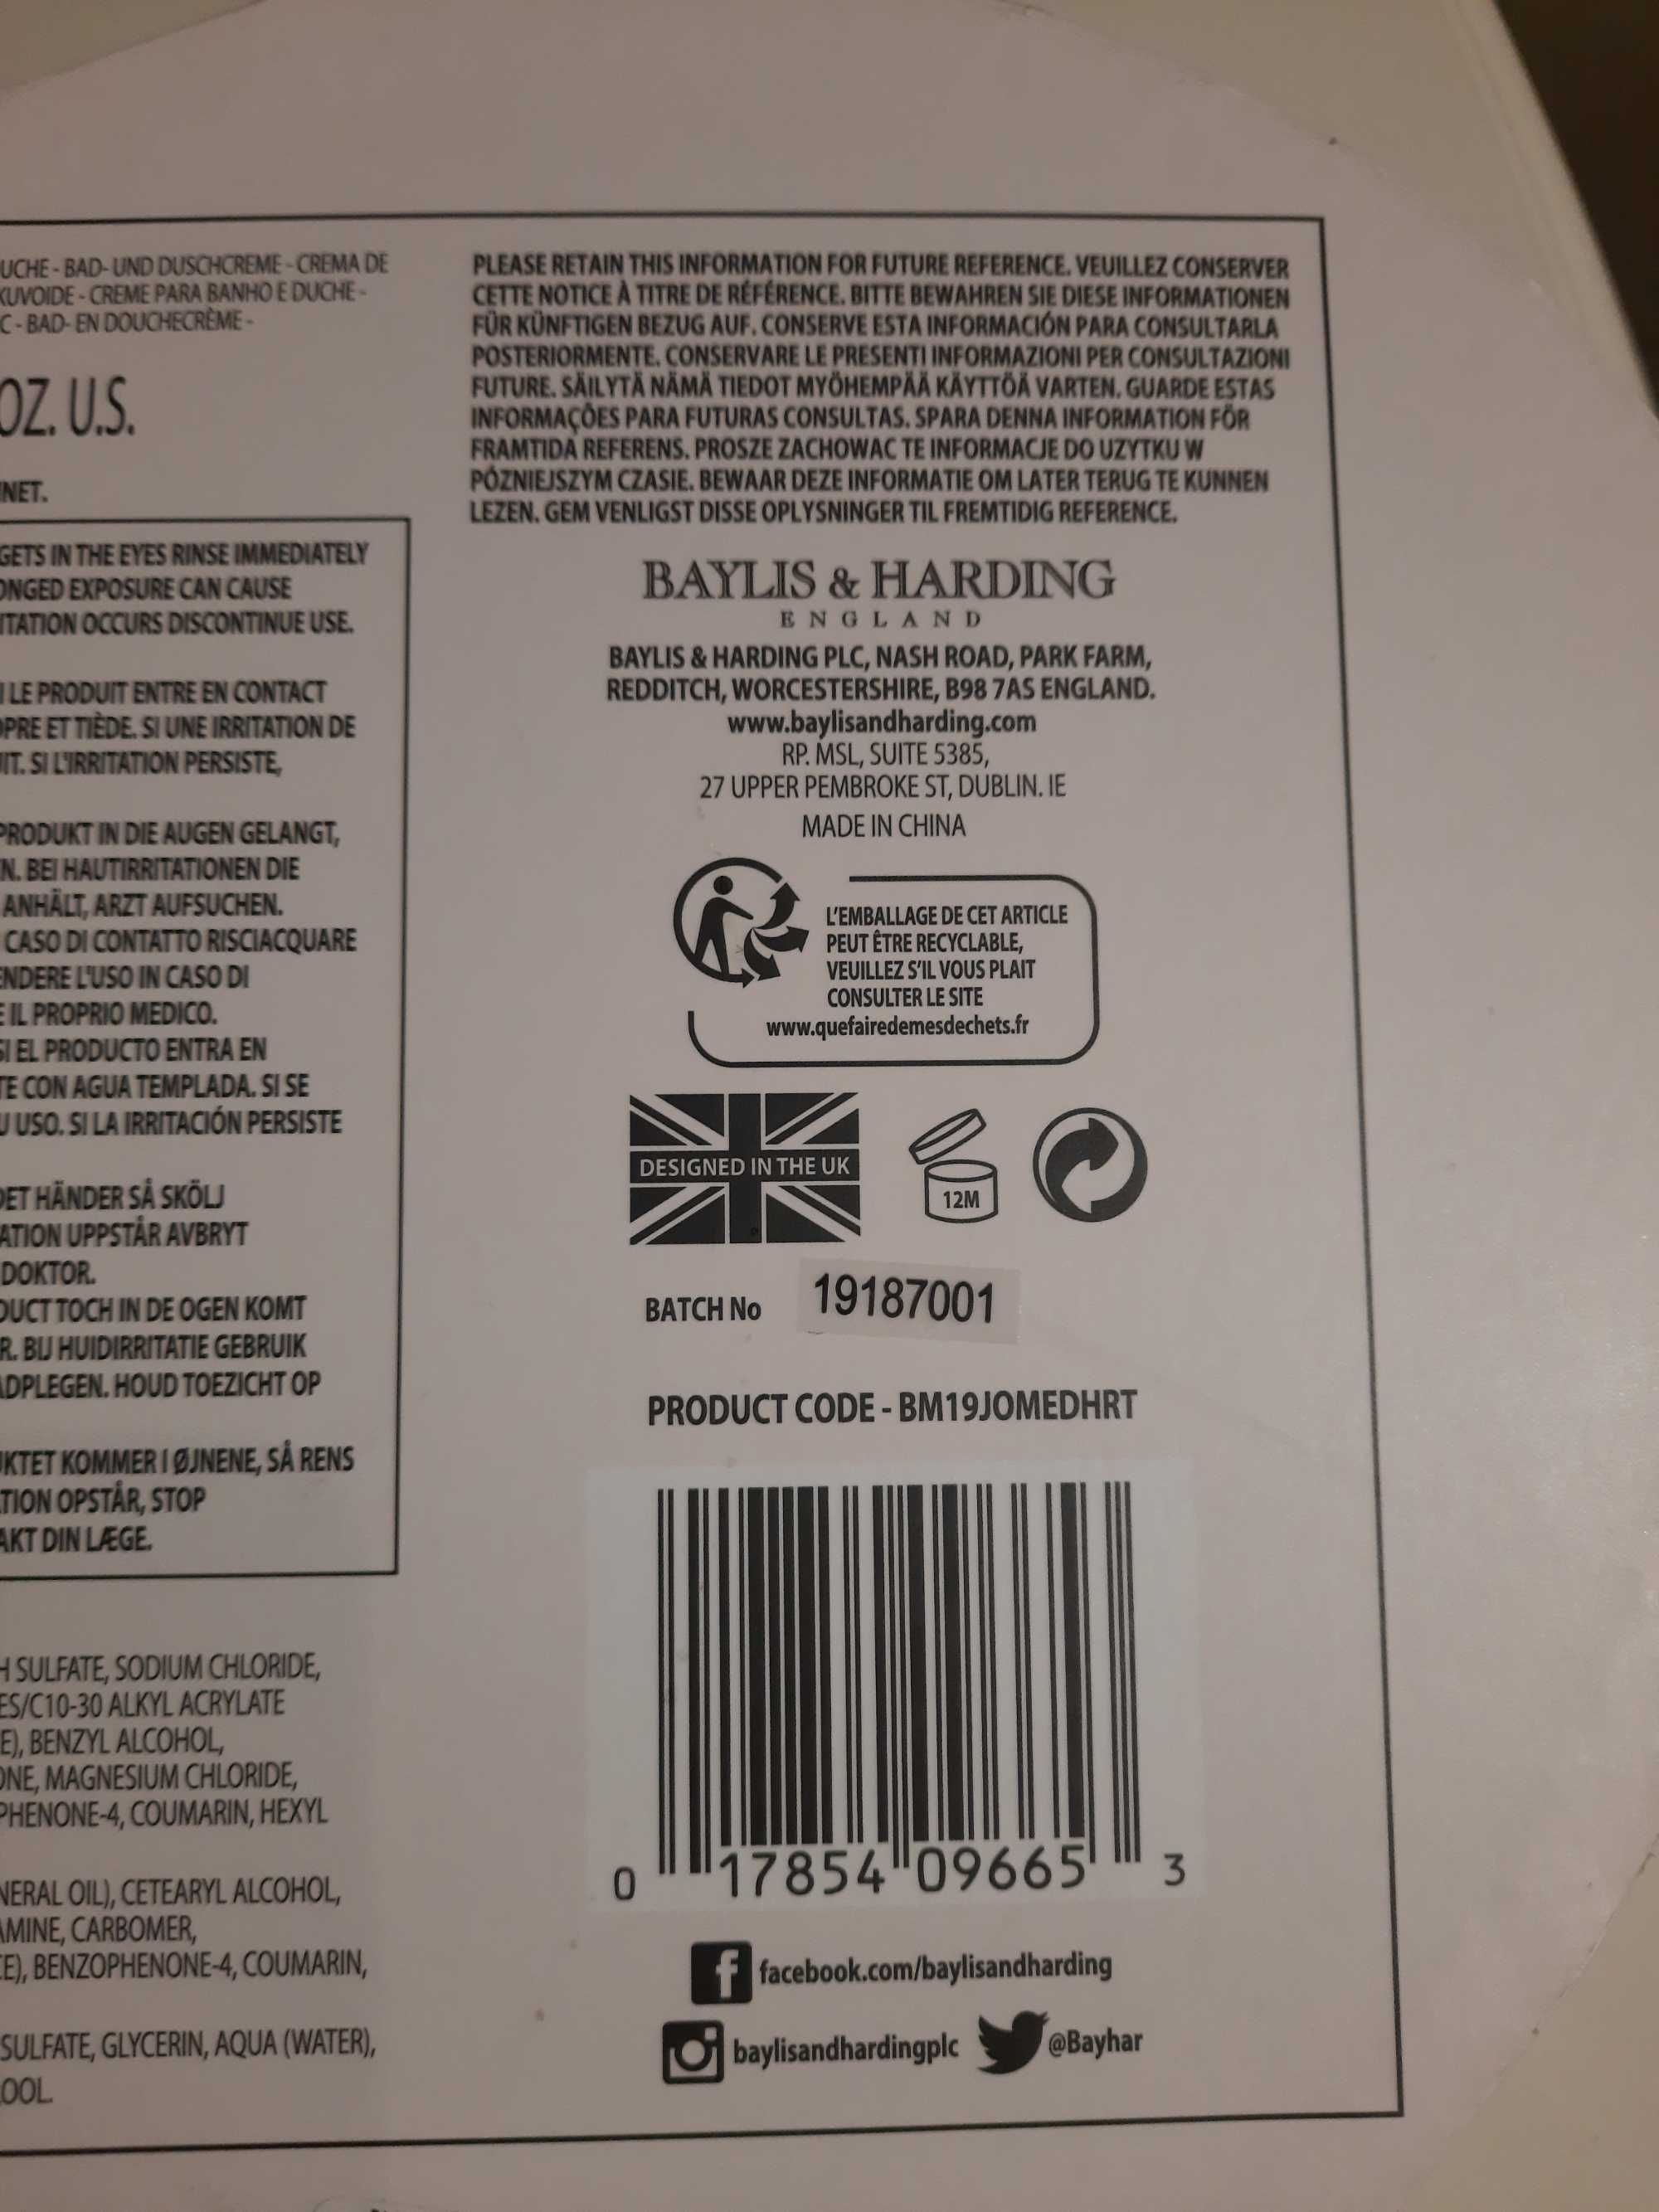 UCHE - BAD- UND DUSCHCREME - CREMA DE
KUVOIDE - CREME PARA BANHO E DUCHE -
C - BAD- EN DOUCHECRÈME -
OZ. U.S.
NET.
GETS IN THE EYES RINSE IMMEDIATELY
ONGED EXPOSURE CAN CAUSE
ITATION OCCURS DISCONTINUE USE.
I LE PRODUIT ENTRE EN CONTACT
OPRE ET TIÈDE. SI UNE IRRITATION DE
IT. SI L'IRRITATION PERSISTE,
PRODUKT IN DIE AUGEN GELANGT,
N. BEI HAUTIRRITATIONEN DIE
ANHÄLT, ARZT AUFSUCHEN.
CASO DI CONTATTO RISCIACQUARE
ENDERE L'USO IN CASO DI
E IL PROPRIO MEDICO.
SI EL PRODUCTO ENTRA EN
TE CON AGUA TEMPLADA. SI SE
U USO. SI LA IRRITACIÓN PERSISTE
DET HÄNDER SÅ SKÖLJ
ATION UPPSTÅR AVBRYT
DOKTOR.
DUCT TOCH IN DE OGEN KOMT
R. BIJ HUIDIRRITATIE GEBRUIK
ADPLEGEN. HOUD TOEZICHT OP
UKTET KOMMER I ØJNENE, SÅ RENS
TION OPSTÅR, STOP
AKT DIN LÆGE.
H SULFATE, SODIUM CHLORIDE,
ES/C10-30 ALKYL ACRYLATE
E), BENZYL ALCOHOL,
ONE, MAGNESIUM CHLORIDE,
PHENONE-4, COUMARIN, HEXYL
NERAL OIL), CETEARYL ALCOHOL,
AMINE, CARBOMER,
CE), BENZOPHENONE-4, COUMARIN,
SULFATE, GLYCERIN, AQUA (WATER),
OOL.
PLEASE RETAIN THIS INFORMATION FOR FUTURE REFERENCE. VEUILLEZ CONSERVER
CETTE NOTICE À TITRE DE RÉFÉRENCE. BITTE BEWAHREN SIE DIESE INFORMATIONEN
FÜR KÜNFTIGEN BEZUG AUF. CONSERVE ESTA INFORMACIÓN PARA CONSULTARLA
POSTERIORMENTE. CONSERVARE LE PRESENTI INFORMAZIONI PER CONSULTAZIONI
FUTURE. SÄILYTÄ NÄMÄ TIEDOT MYÖHEMPÄÄ KÄYTTÖÄ VARTEN. GUARDE ESTAS
INFORMAÇÕES PARA FUTURAS CONSULTAS. SPARA DENNA INFORMATION FÖR
FRAMTIDA REFERENS. PROSZE ZACHOWAC TE INFORMACJE DO UZYTKU W
PÓZNIEJSZYM CZASIE. BEWAAR DEZE INFORMATIE OM LATER TERUG TE KUNNEN
LEZEN. GEM VENLIGST DISSE OPLYSNINGER TIL FREMTIDIG REFERENCE.
BAYLIS & HARDING
ENGLAND
BAYLIS & HARDING PLC, NASH ROAD, PARK FARM,
REDDITCH, WORCESTERSHIRE, B98 7AS ENGLAND.
www.baylisandharding.com
RP. MSL, SUITE 5385,
27 UPPER PEMBROKE ST, DUBLIN. IE
MADE IN CHINA
L'EMBALLAGE DE CET ARTICLE
PEUT ÊTRE RECYCLABLE,
VEUILLEZ S'IL VOUS PLAIT
CONSULTER LE SITE
www.quefairedemesdechets.fr
DESIGNED IN THE UK
12M
BATCH No 19187001
PRODUCT CODE - BM19JOMEDHRT
0 17854 09665 3
facebook.com/baylisandharding
baylisandhardingplc @Bayhar